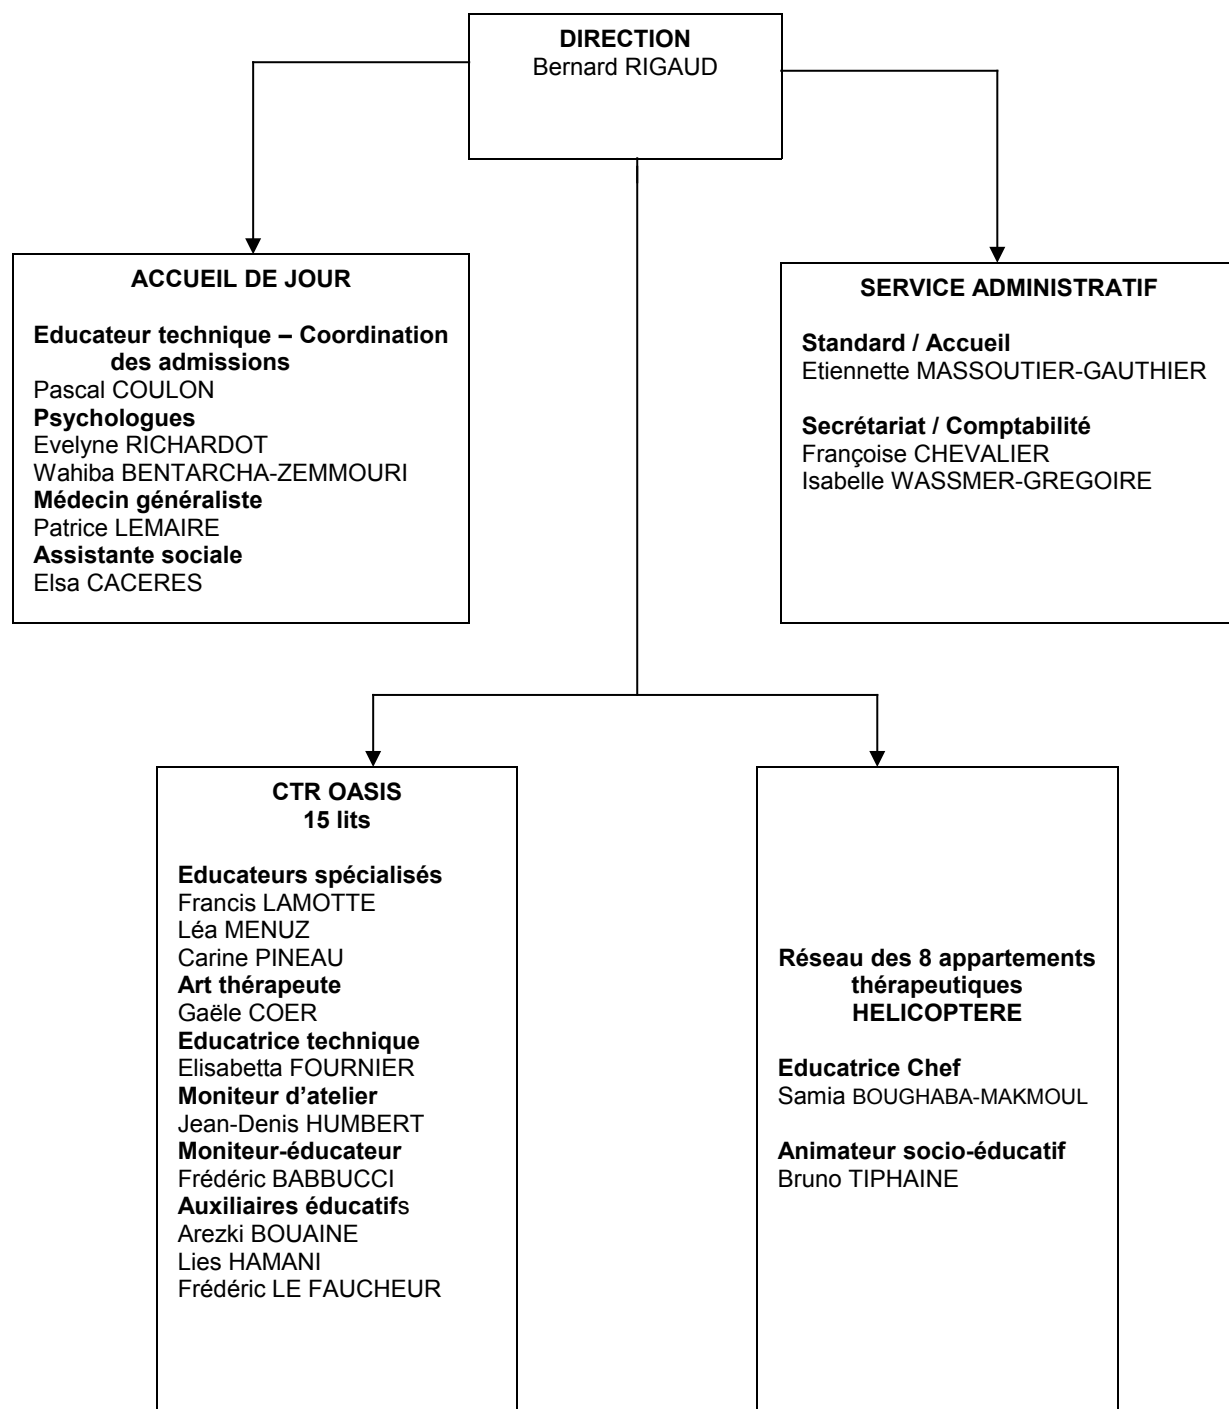 DIRECTION
Bernard RIGAUD
ACCUEIL DE JOUR
Educateur technique – Coordination
des admissions
Pascal COULON
Psychologues
Evelyne RICHARDOT
Wahiba BENTARCHA-ZEMMOURI
Médecin généraliste
Patrice LEMAIRE
Assistante sociale
Elsa CACERES
SERVICE ADMINISTRATIF
Standard / Accueil
Etiennette MASSOUTIER-GAUTHIER
Secrétariat / Comptabilité
Françoise CHEVALIER
Isabelle WASSMER-GREGOIRE
CTR OASIS
15 lits
Educateurs spécialisés
Francis LAMOTTE
Léa MENUZ
Carine PINEAU
Art thérapeute
Gaële COER
Educatrice technique
Elisabetta FOURNIER
Moniteur d’atelier
Jean-Denis HUMBERT
Moniteur-éducateur
Frédéric BABBUCCI
Auxiliaires éducatifs
Arezki BOUAINE
Lies HAMANI
Frédéric LE FAUCHEUR
Réseau des 8 appartements
thérapeutiques
HELICOPTERE
Educatrice Chef
Samia BOUGHABA-MAKMOUL
Animateur socio-éducatif
Bruno TIPHAINE